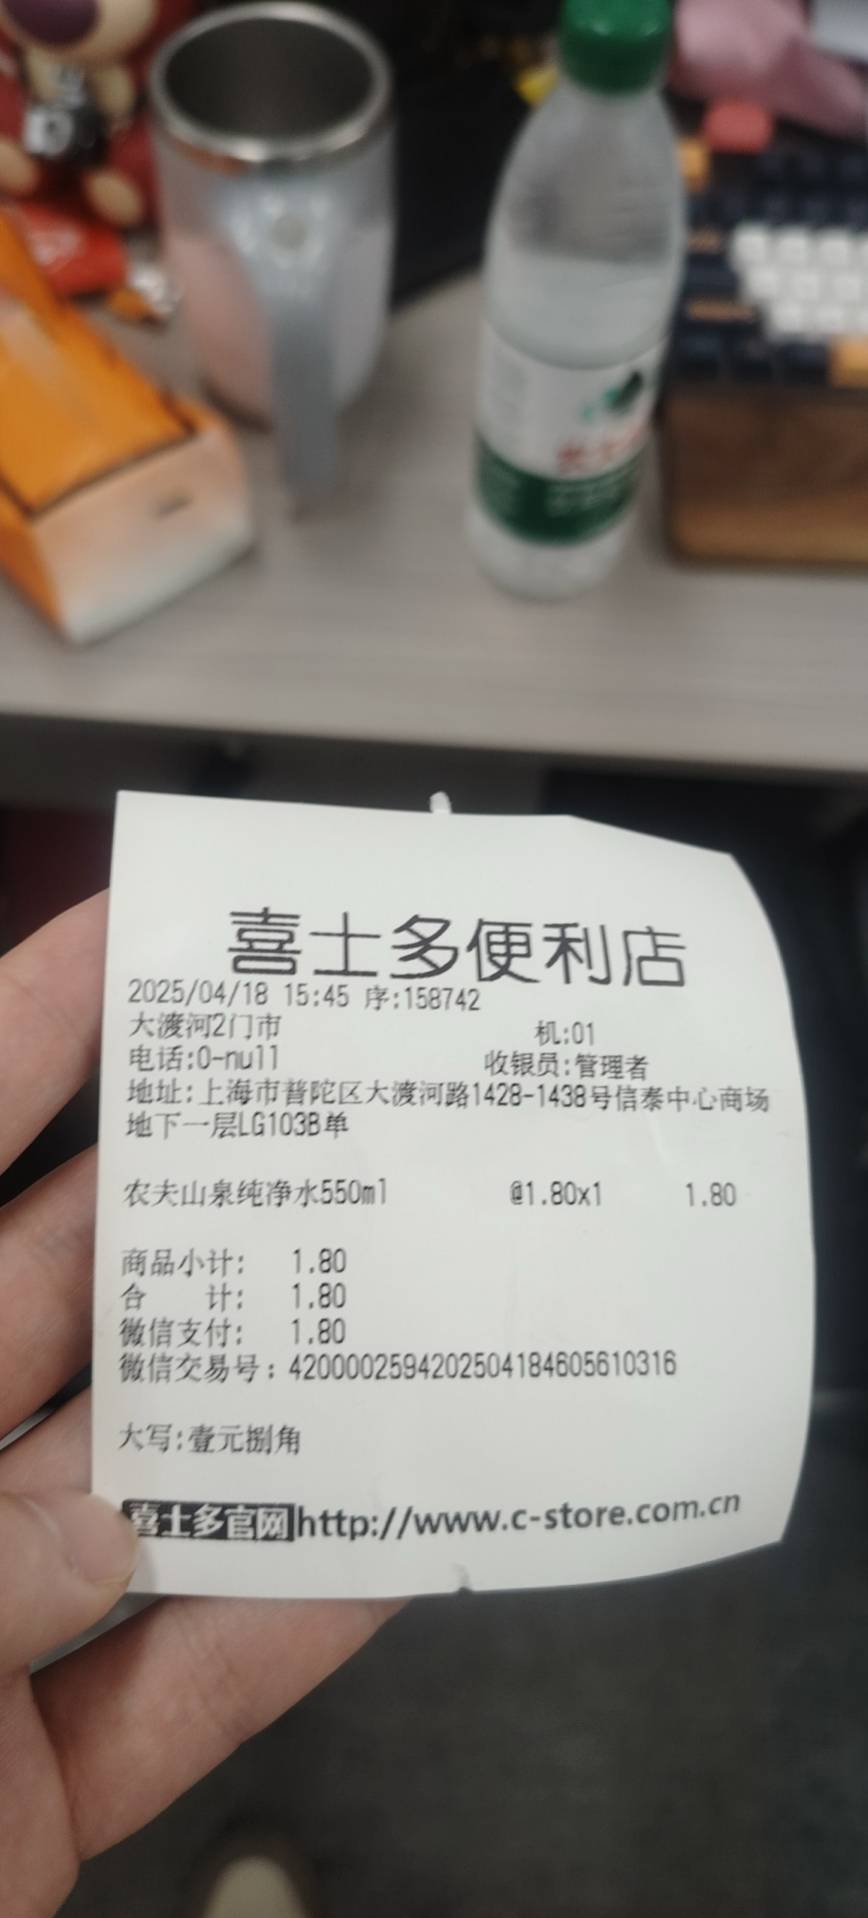 喜士多便利店
2025/04/18 15:45 序:158742
大渡河2门市 机:01
电话:0-null 收银员:管理者
地址:上海市普陀区大渡河路1428-1438号信泰中心商场
地下一层LG103B单
农夫山泉纯净水550ml @1.80x1 1.80
商品小计: 1.80
合 计: 1.80
微信支付: 1.80
微信交易号: 4200002594202504184605610316
大写:壹元捌角
喜士多官网http://www.c-store.com.cn